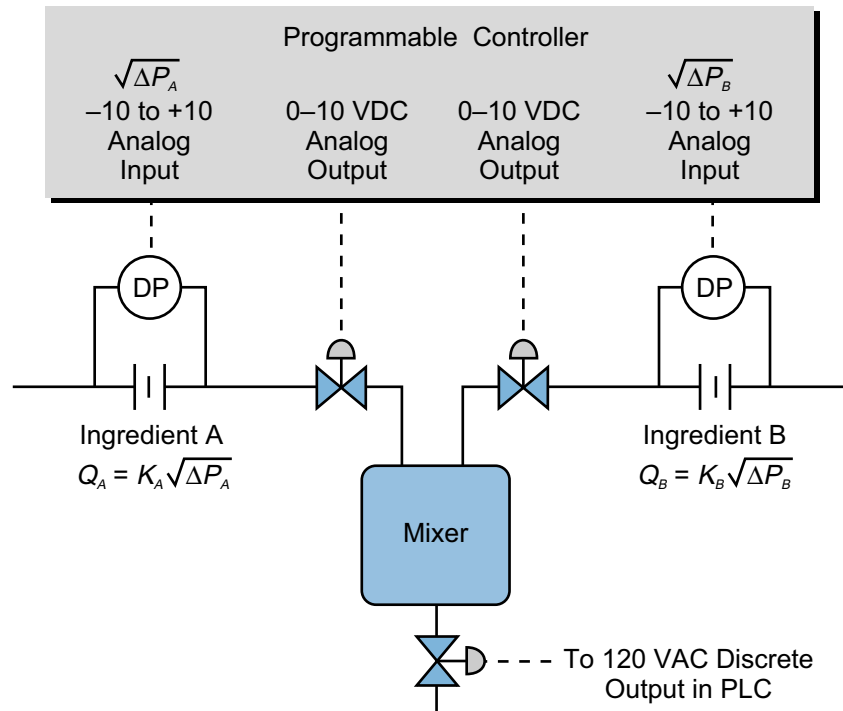 Programmable Controller
√ΔP_A
–10 to +10
Analog
Input
0–10 VDC
Analog
Output
0–10 VDC
Analog
Output
√ΔP_B
–10 to +10
Analog
Input
DP
DP
Ingredient A
Q_A = K_A√ΔP_A
Ingredient B
Q_B = K_B√ΔP_B
Mixer
To 120 VAC Discrete
Output in PLC